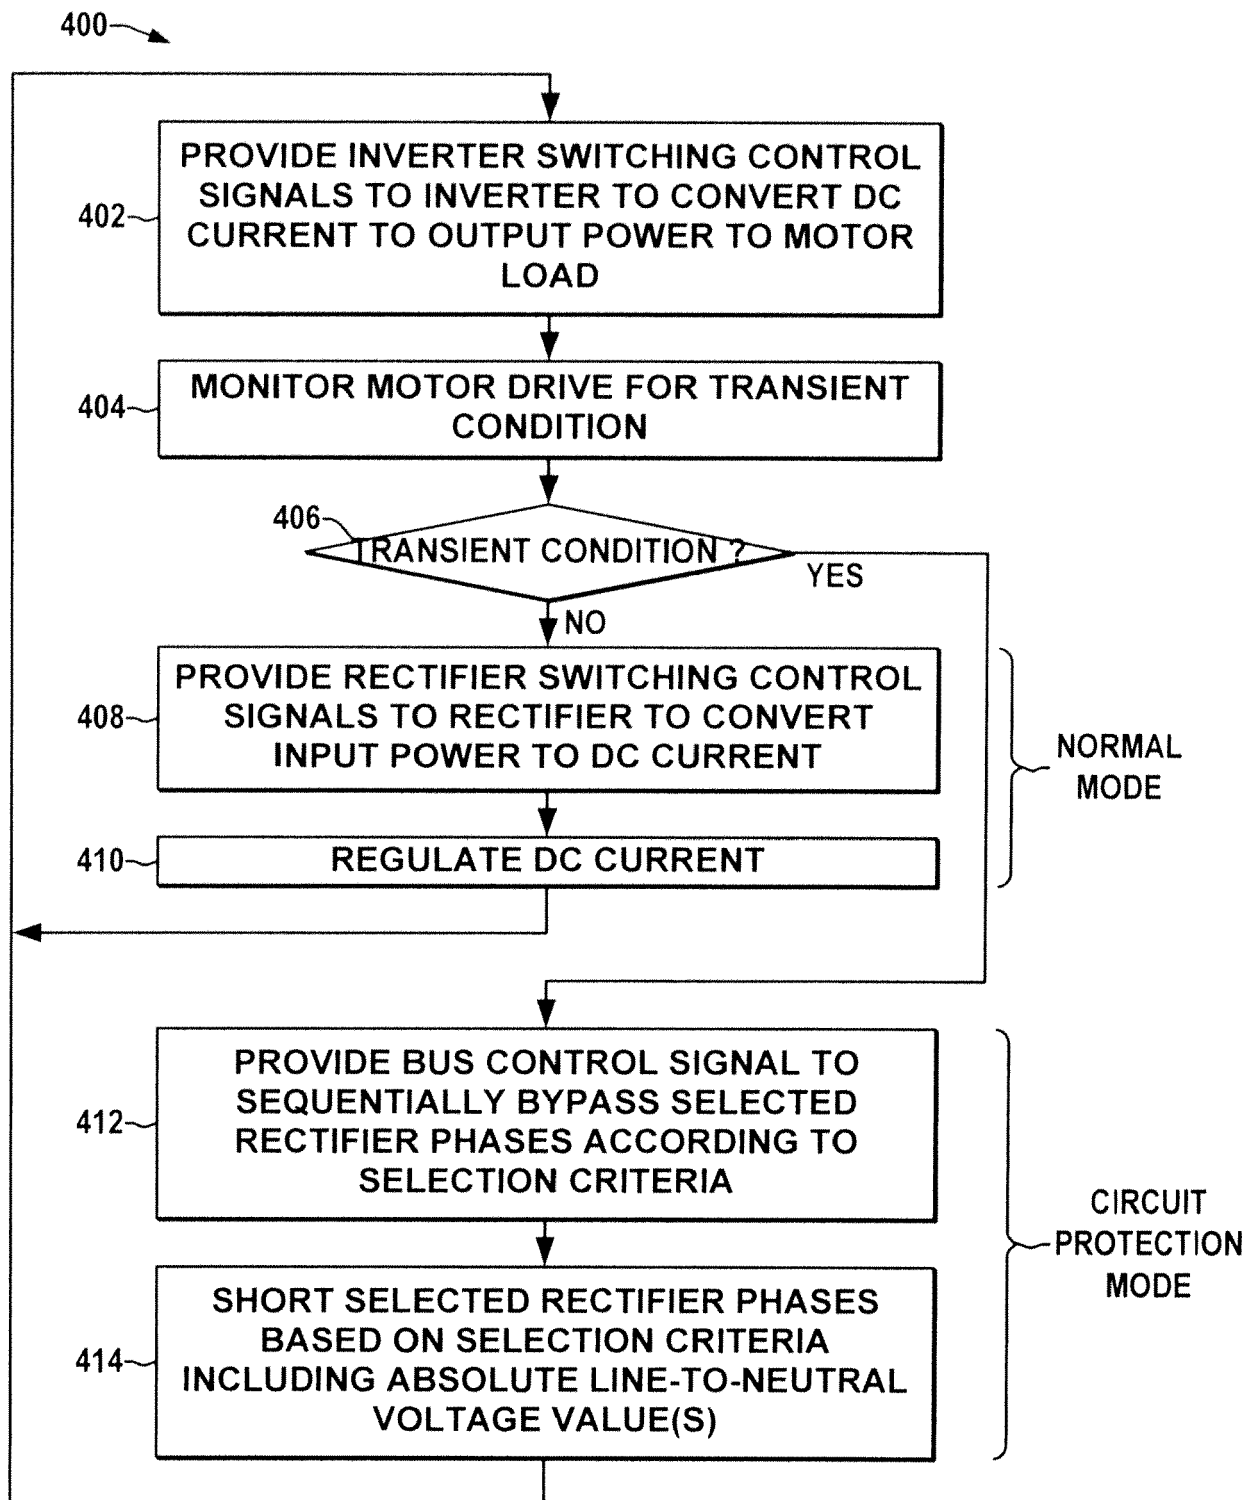 400
PROVIDE INVERTER SWITCHING CONTROL
SIGNALS TO INVERTER TO CONVERT DC
402
CURRENT TO OUTPUT POWER TO MOTOR
LOAD
MONITOR MOTOR DRIVE FOR TRANSIENT
404
CONDITION
406
TRANSIENT CONDITION ?
YES
NO
PROVIDE RECTIFIER SWITCHING CONTROL
408
SIGNALS TO RECTIFIER TO CONVERT
INPUT POWER TO DC CURRENT
NORMAL
MODE
410
REGULATE DC CURRENT
PROVIDE BUS CONTROL SIGNAL TO
SEQUENTIALLY BYPASS SELECTED
412
RECTIFIER PHASES ACCORDING TO
SELECTION CRITERIA
CIRCUIT
PROTECTION
MODE
SHORT SELECTED RECTIFIER PHASES
BASED ON SELECTION CRITERIA
414
INCLUDING ABSOLUTE LINE-TO-NEUTRAL
VOLTAGE VALUE(S)